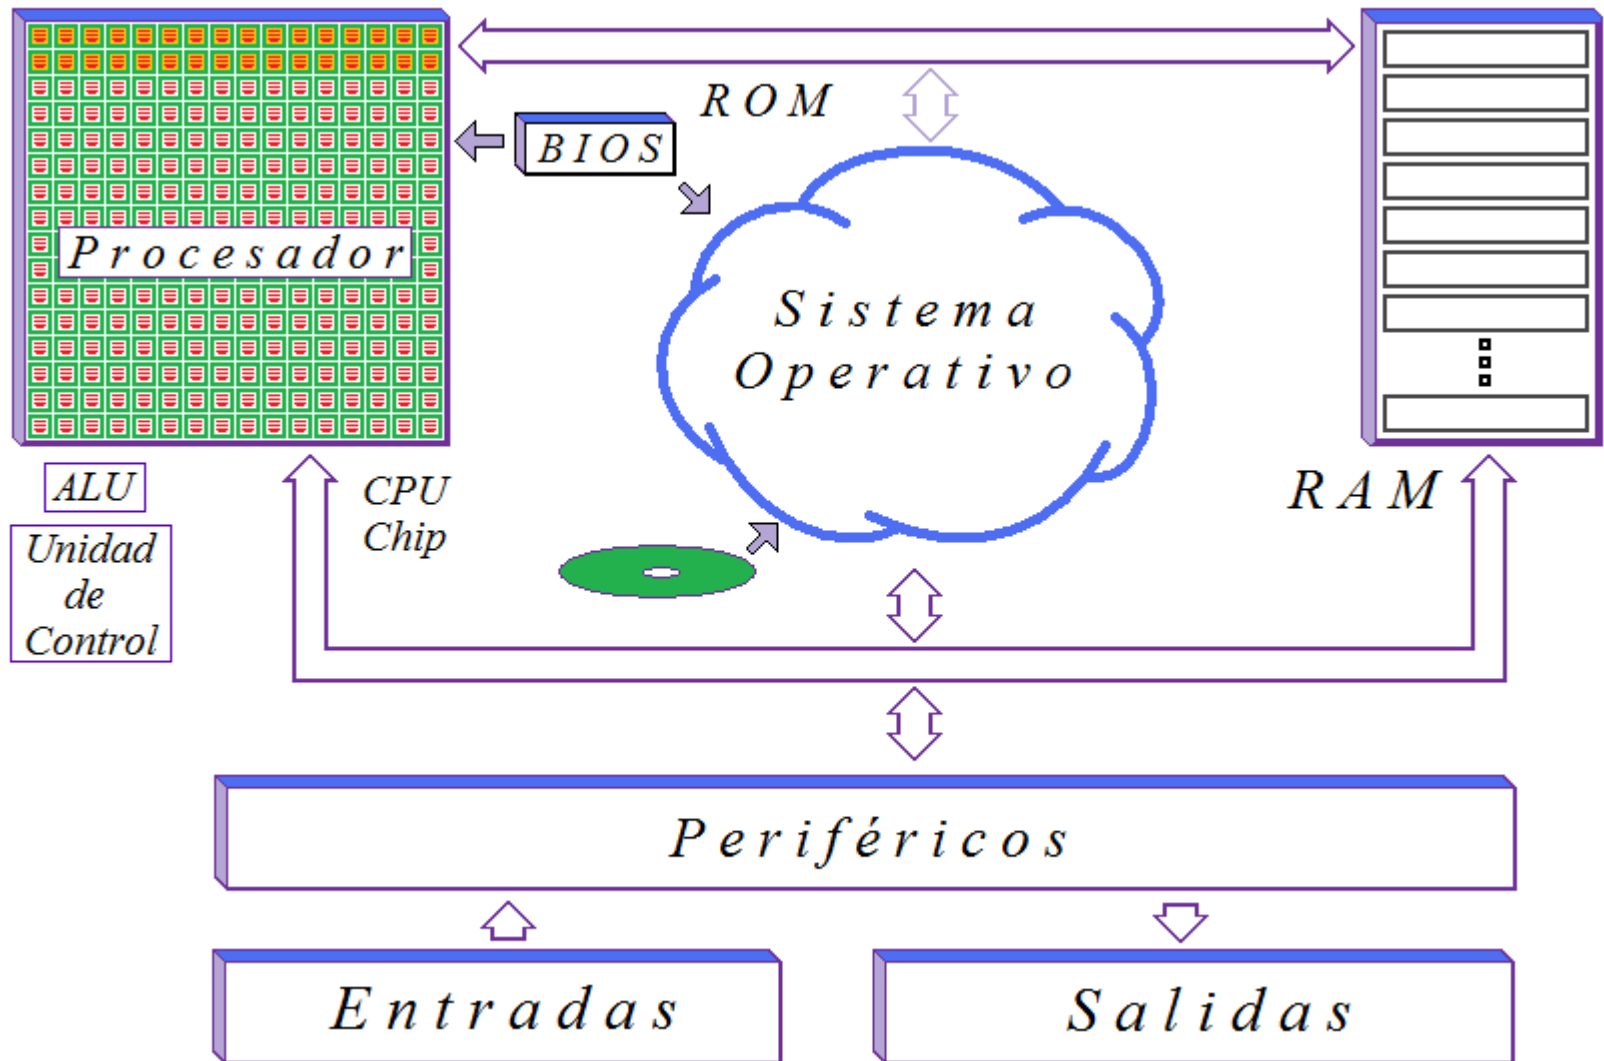 ROM
BIOS
Procesador
Sistema
Operativo
ALU
CPU
Chip
RAM
Unidad
de
Control
Periféricos
Entradas
Salidas